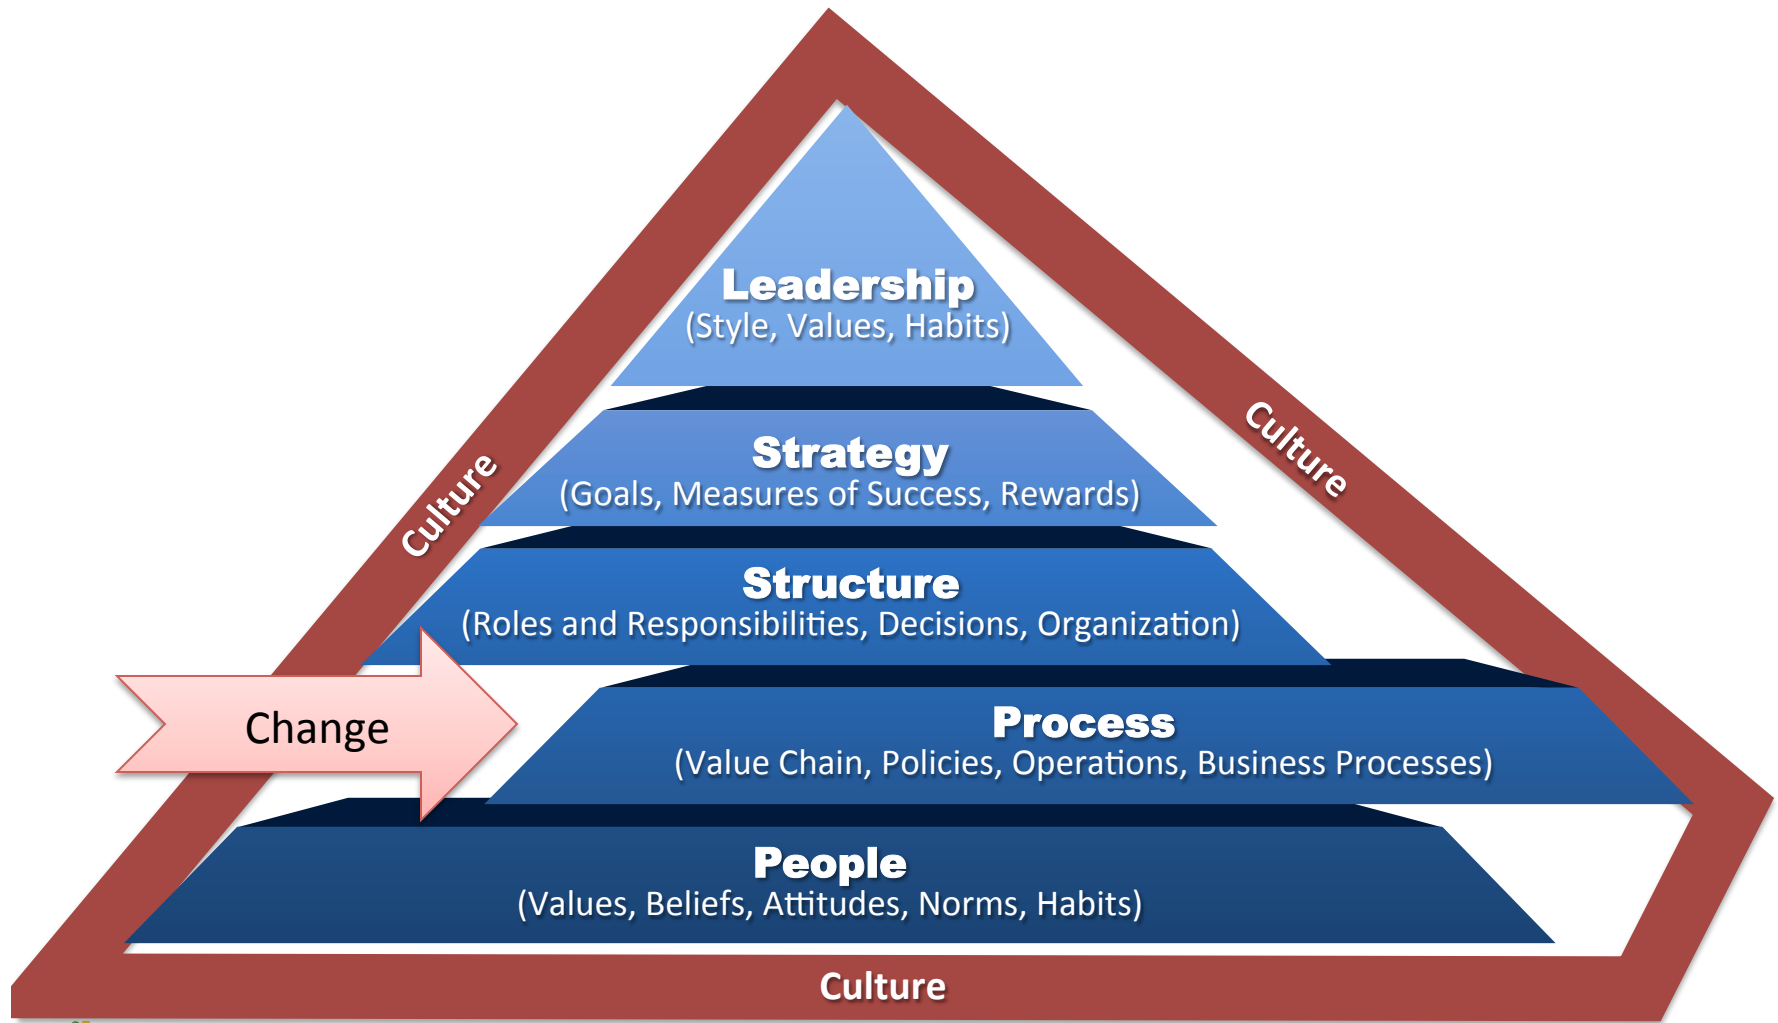 Leadership
(Style, Values, Habits)
Culture
Strategy
(Goals, Measures of Success, Rewards)
Culture
Structure
(Roles and Responsibilities, Decisions, Organization)
Change
Process
(Value Chain, Policies, Operations, Business Processes)
People
(Values, Beliefs, Attitudes, Norms, Habits)
Culture